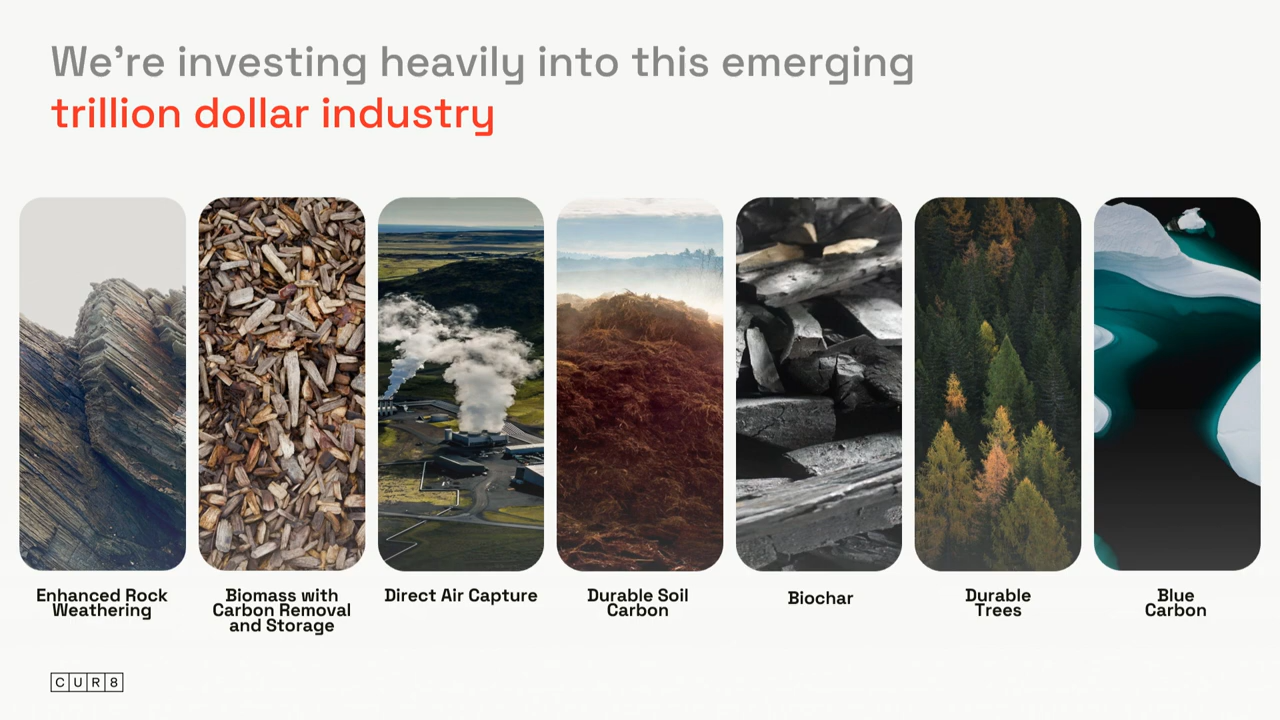 We’re investing heavily into this emerging
trillion dollar industry
Enhanced Rock
Weathering
Biomass with
Carbon Removal
and Storage
Direct Air Capture
Durable Soil
Carbon
Biochar
Durable
Trees
Blue
Carbon
CUR8